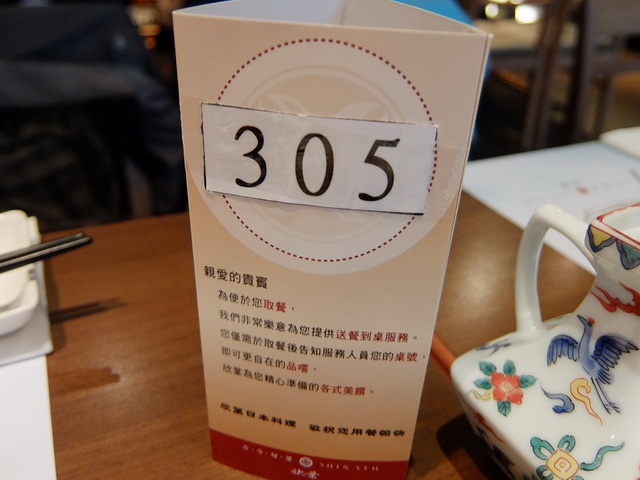 305
親愛的貴賓
為便於您取餐，
我們非常樂意為您提供送餐到桌服務。
您僅需於取餐後告知服務人員您的桌號，
即可更自在的品嚐，
欣葉為您精心準備的各式美饌。
欣葉日本料理　敬祝您用餐愉快
SHIN YEH
欣葉